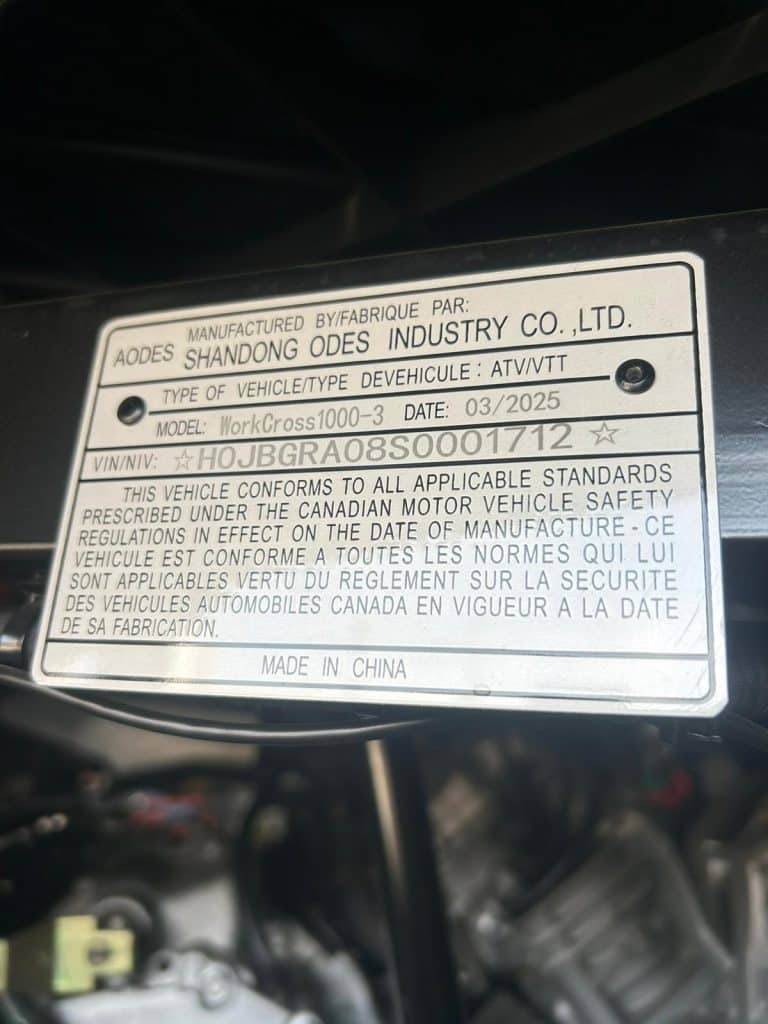 MANUFACTURED BY/FABRIQUE PAR:
AODES SHANDONG ODES INDUSTRY CO.,LTD.
TYPE OF VEHICLE/TYPE DEVEHICULE : ATV/VTT
MODEL: WorkCross1000-3 DATE: 03/2025
VIN/NIV: ☆H0JBGRA08S0001712☆
THIS VEHICLE CONFORMS TO ALL APPLICABLE STANDARDS
PRESCRIBED UNDER THE CANADIAN MOTOR VEHICLE SAFETY
REGULATIONS IN EFFECT ON THE DATE OF MANUFACTURE - CE
VEHICULE EST CONFORME A TOUTES LES NORMES QUI LUI
SONT APPLICABLES VERTU DU REGLEMENT SUR LA SECURITE
DES VEHICULES AUTOMOBILES CANADA EN VIGUEUR A LA DATE
DE SA FABRICATION.
MADE IN CHINA